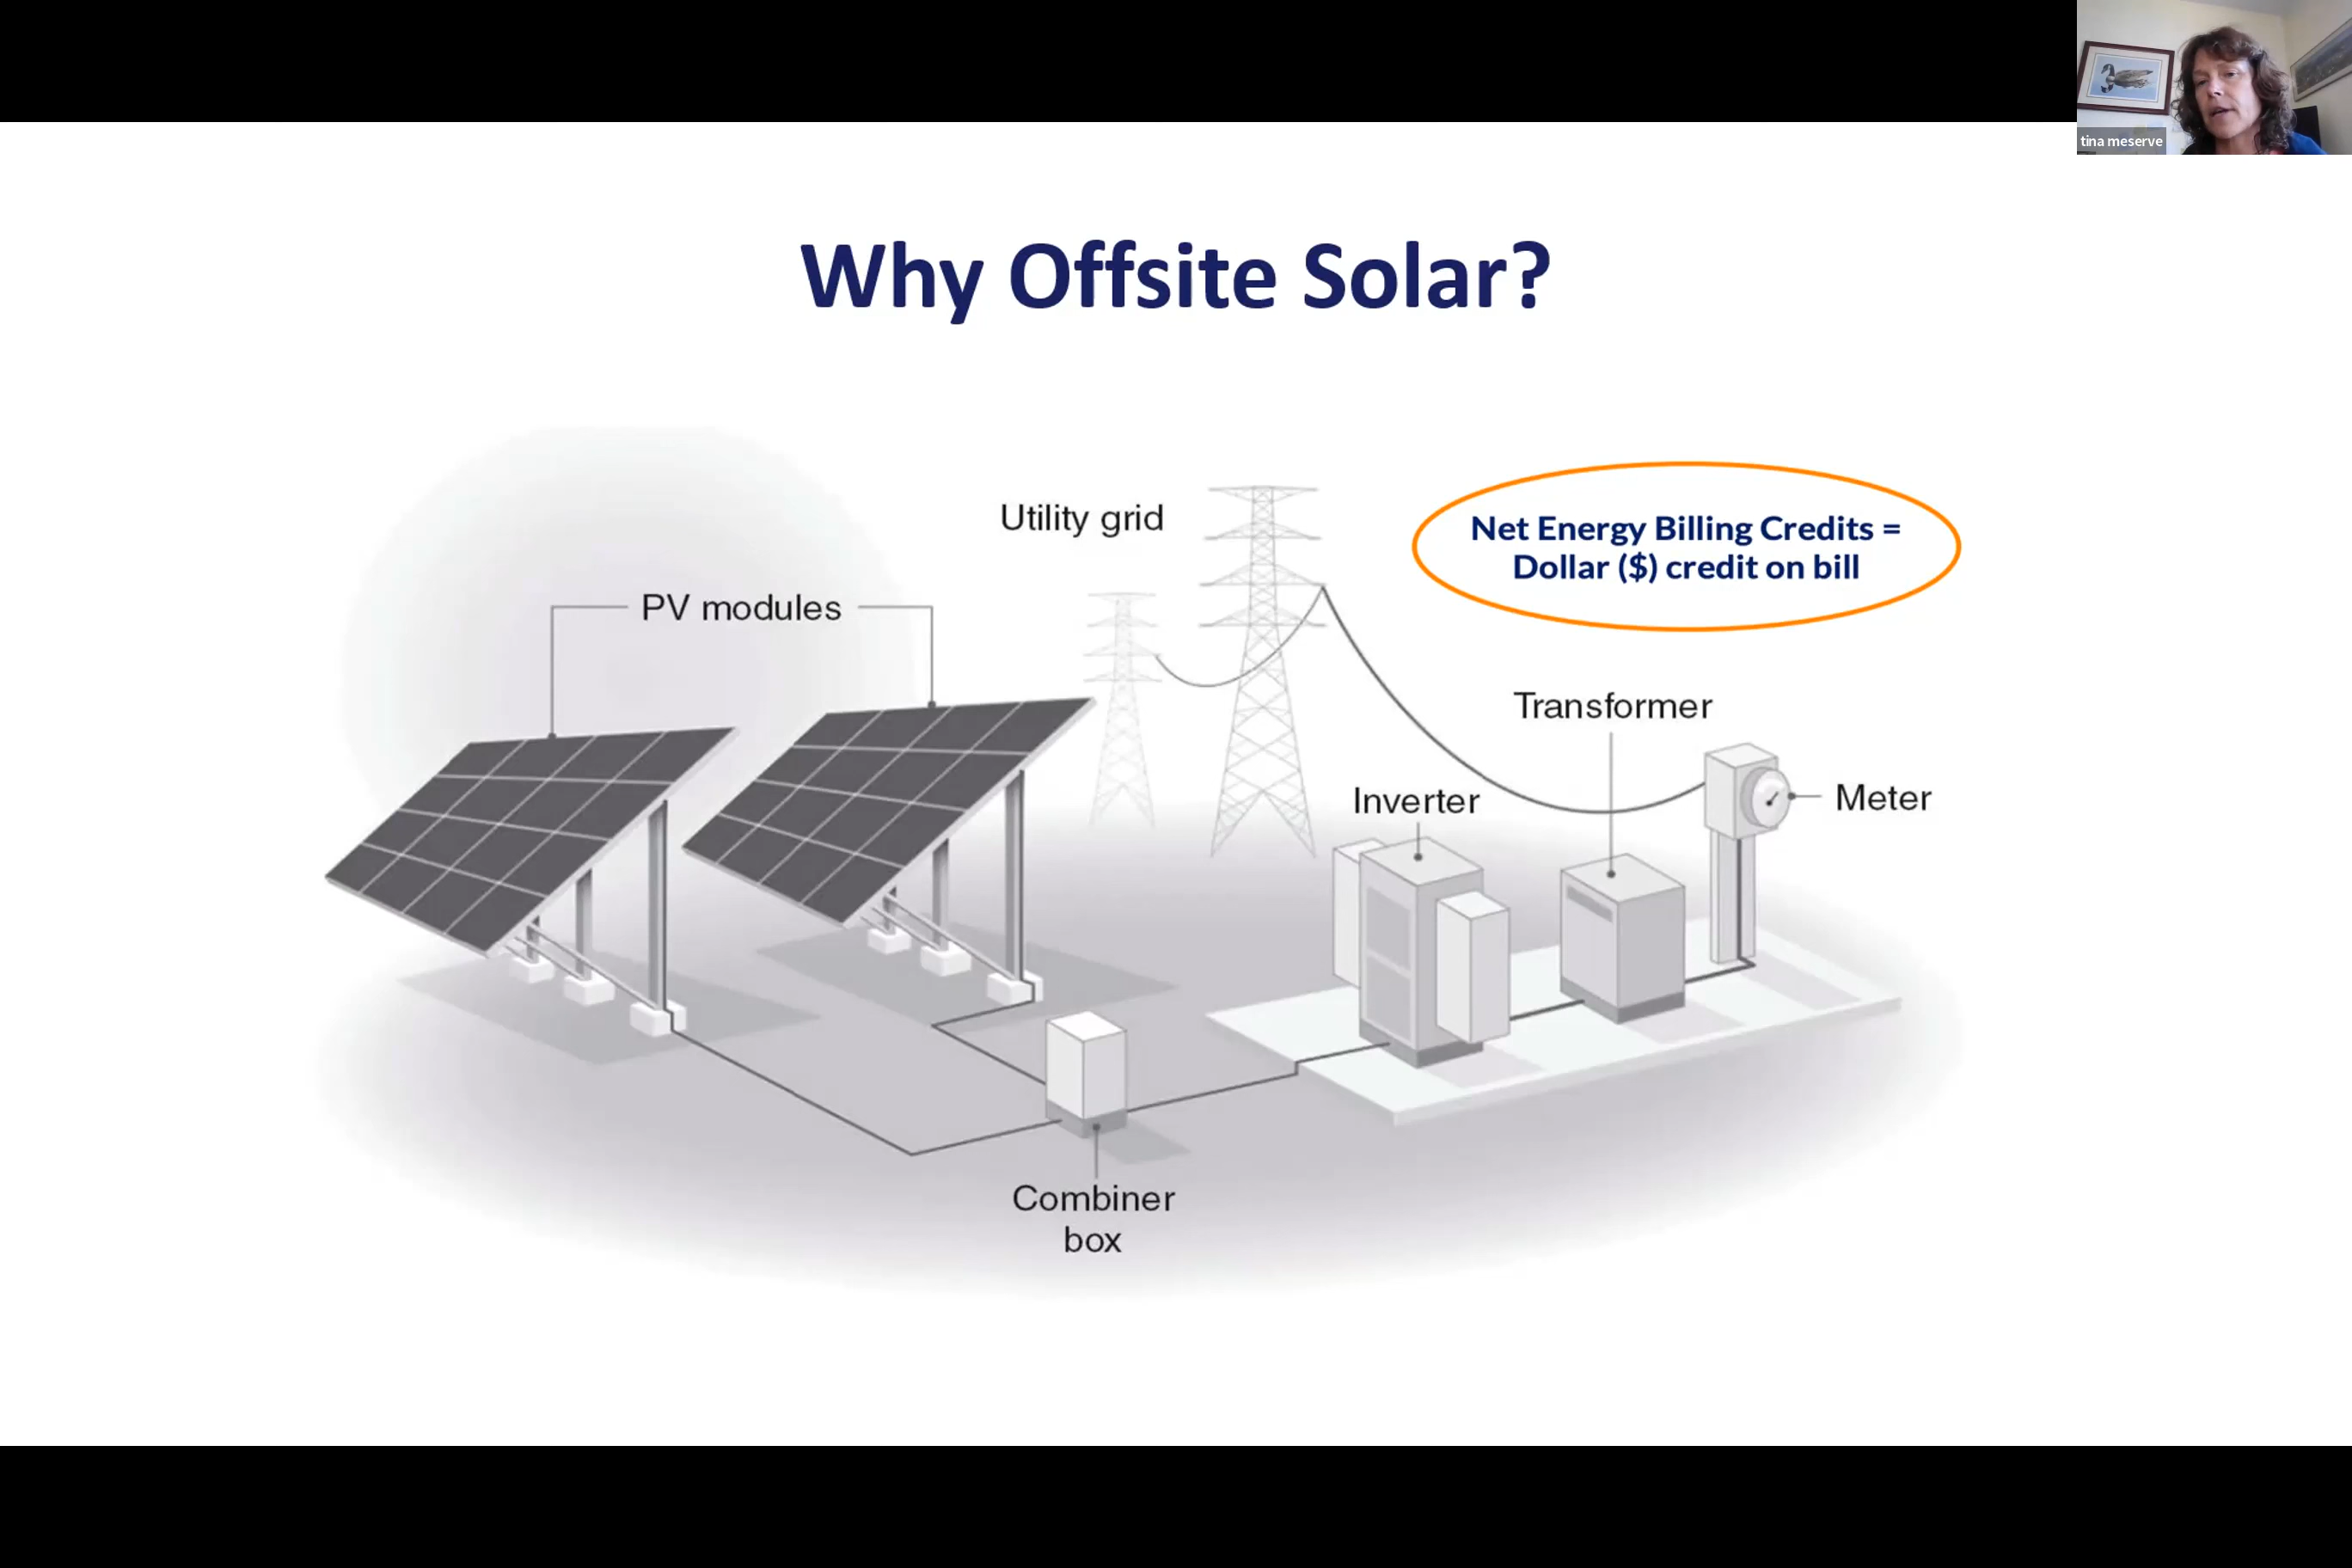 tina meserve
Why Offsite Solar?
Utility grid
Net Energy Billing Credits =
Dollar ($) credit on bill
PV modules
Transformer
Inverter
Meter
Combiner
box